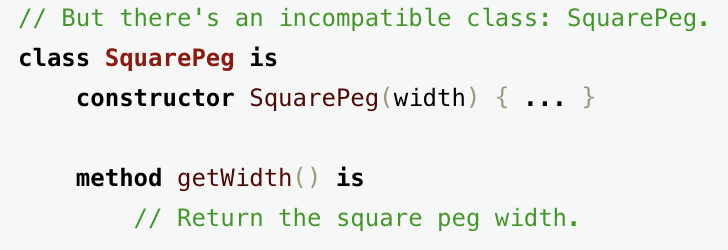 // But there's an incompatible class: SquarePeg.
class SquarePeg is
    constructor SquarePeg(width) { ... }

    method getWidth() is
        // Return the square peg width.